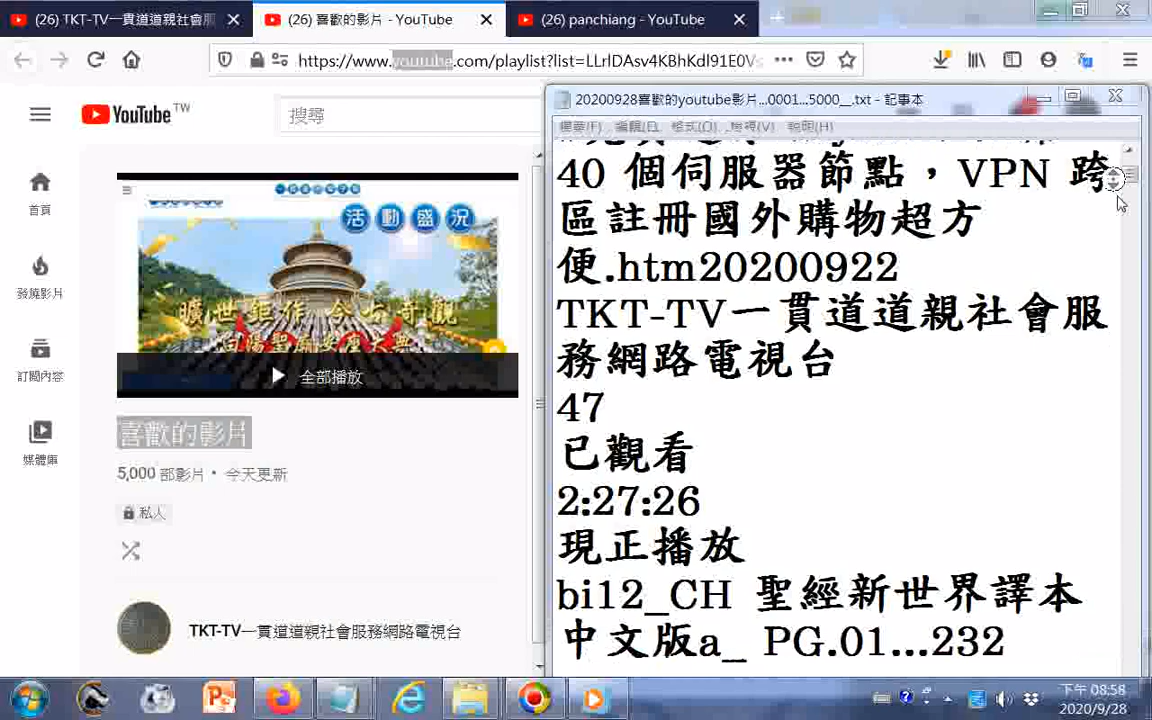 (26) TKT-TV一貫道道親社會服
(26) 喜歡的影片 - YouTube
(26) panchiang - YouTube
https://www.youtube.com/playlist?list=LLrlDAsv4KBhKdl91E0Vs
YouTube TW
搜尋
首頁
發燒影片
訂閱內容
媒體庫
活動盛況
曠世鉅作 今古奇觀
全部播放
喜歡的影片
5,000 部影片・今天更新
私人
TKT-TV一貫道道親社會服務網路電視台
20200928喜歡的youtube影片...0001...5000__.txt - 記事本
檔案(F) 編輯(E) 格式(O) 檢視(V) 說明(H)
40 個伺服器節點，VPN 跨
區註冊國外購物超方
便.htm20200922
TKT-TV一貫道道親社會服
務網路電視台
47
已觀看
2:27:26
現正播放
bi12_CH 聖經新世界譯本
中文版a_ PG.01...232
下午 08:58
2020/9/28